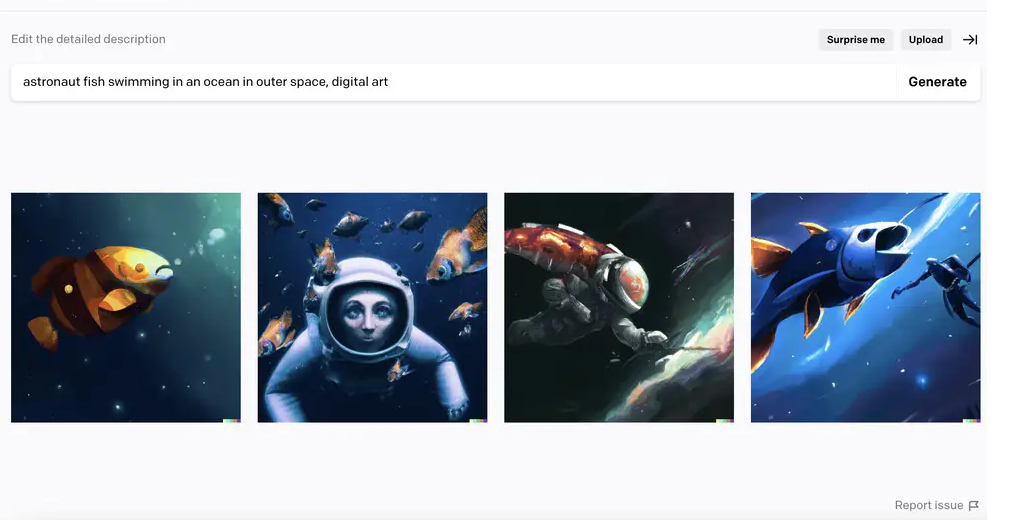 Edit the detailed description
Surprise me
Upload
astronaut fish swimming in an ocean in outer space, digital art
Generate
Report issue